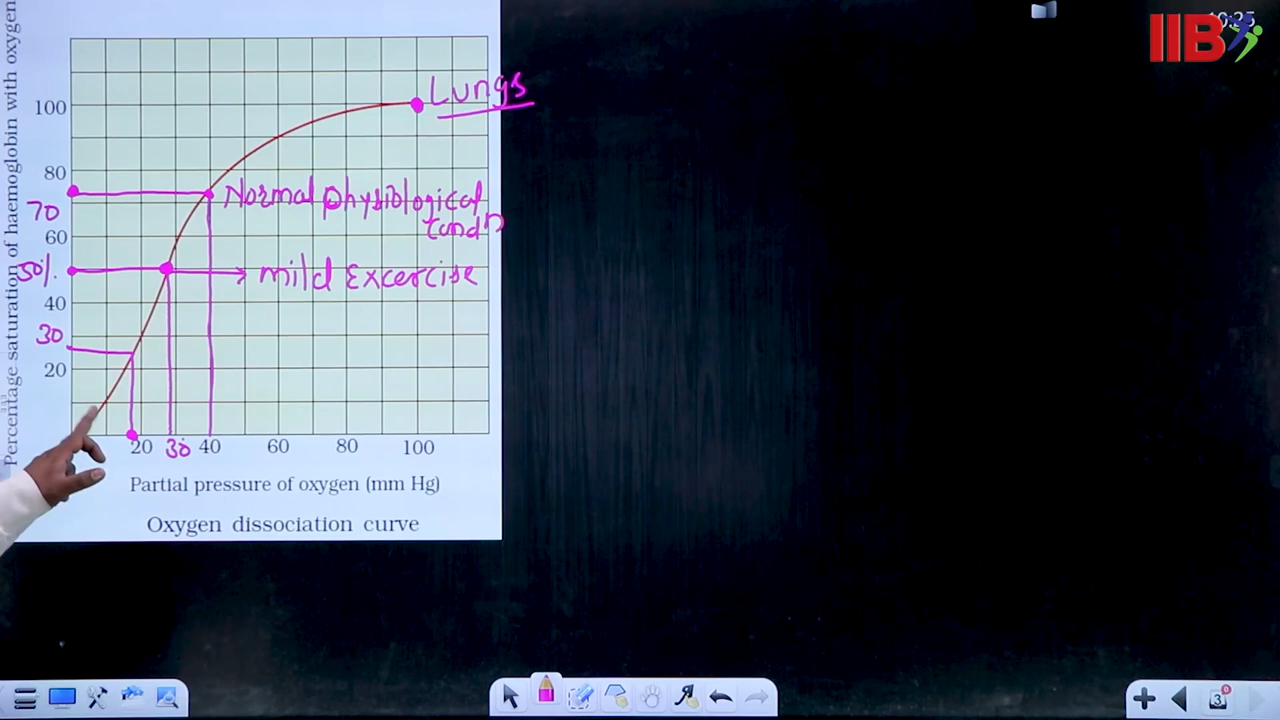 IIB
Percentage saturation of haemoglobin with oxygen
100
Lungs
80
Normal physiological
70
condn
60
50%.
mild Excercise
40
30
20
20
30
40
60
80
100
Partial pressure of oxygen (mm Hg)
Oxygen dissociation curve
3